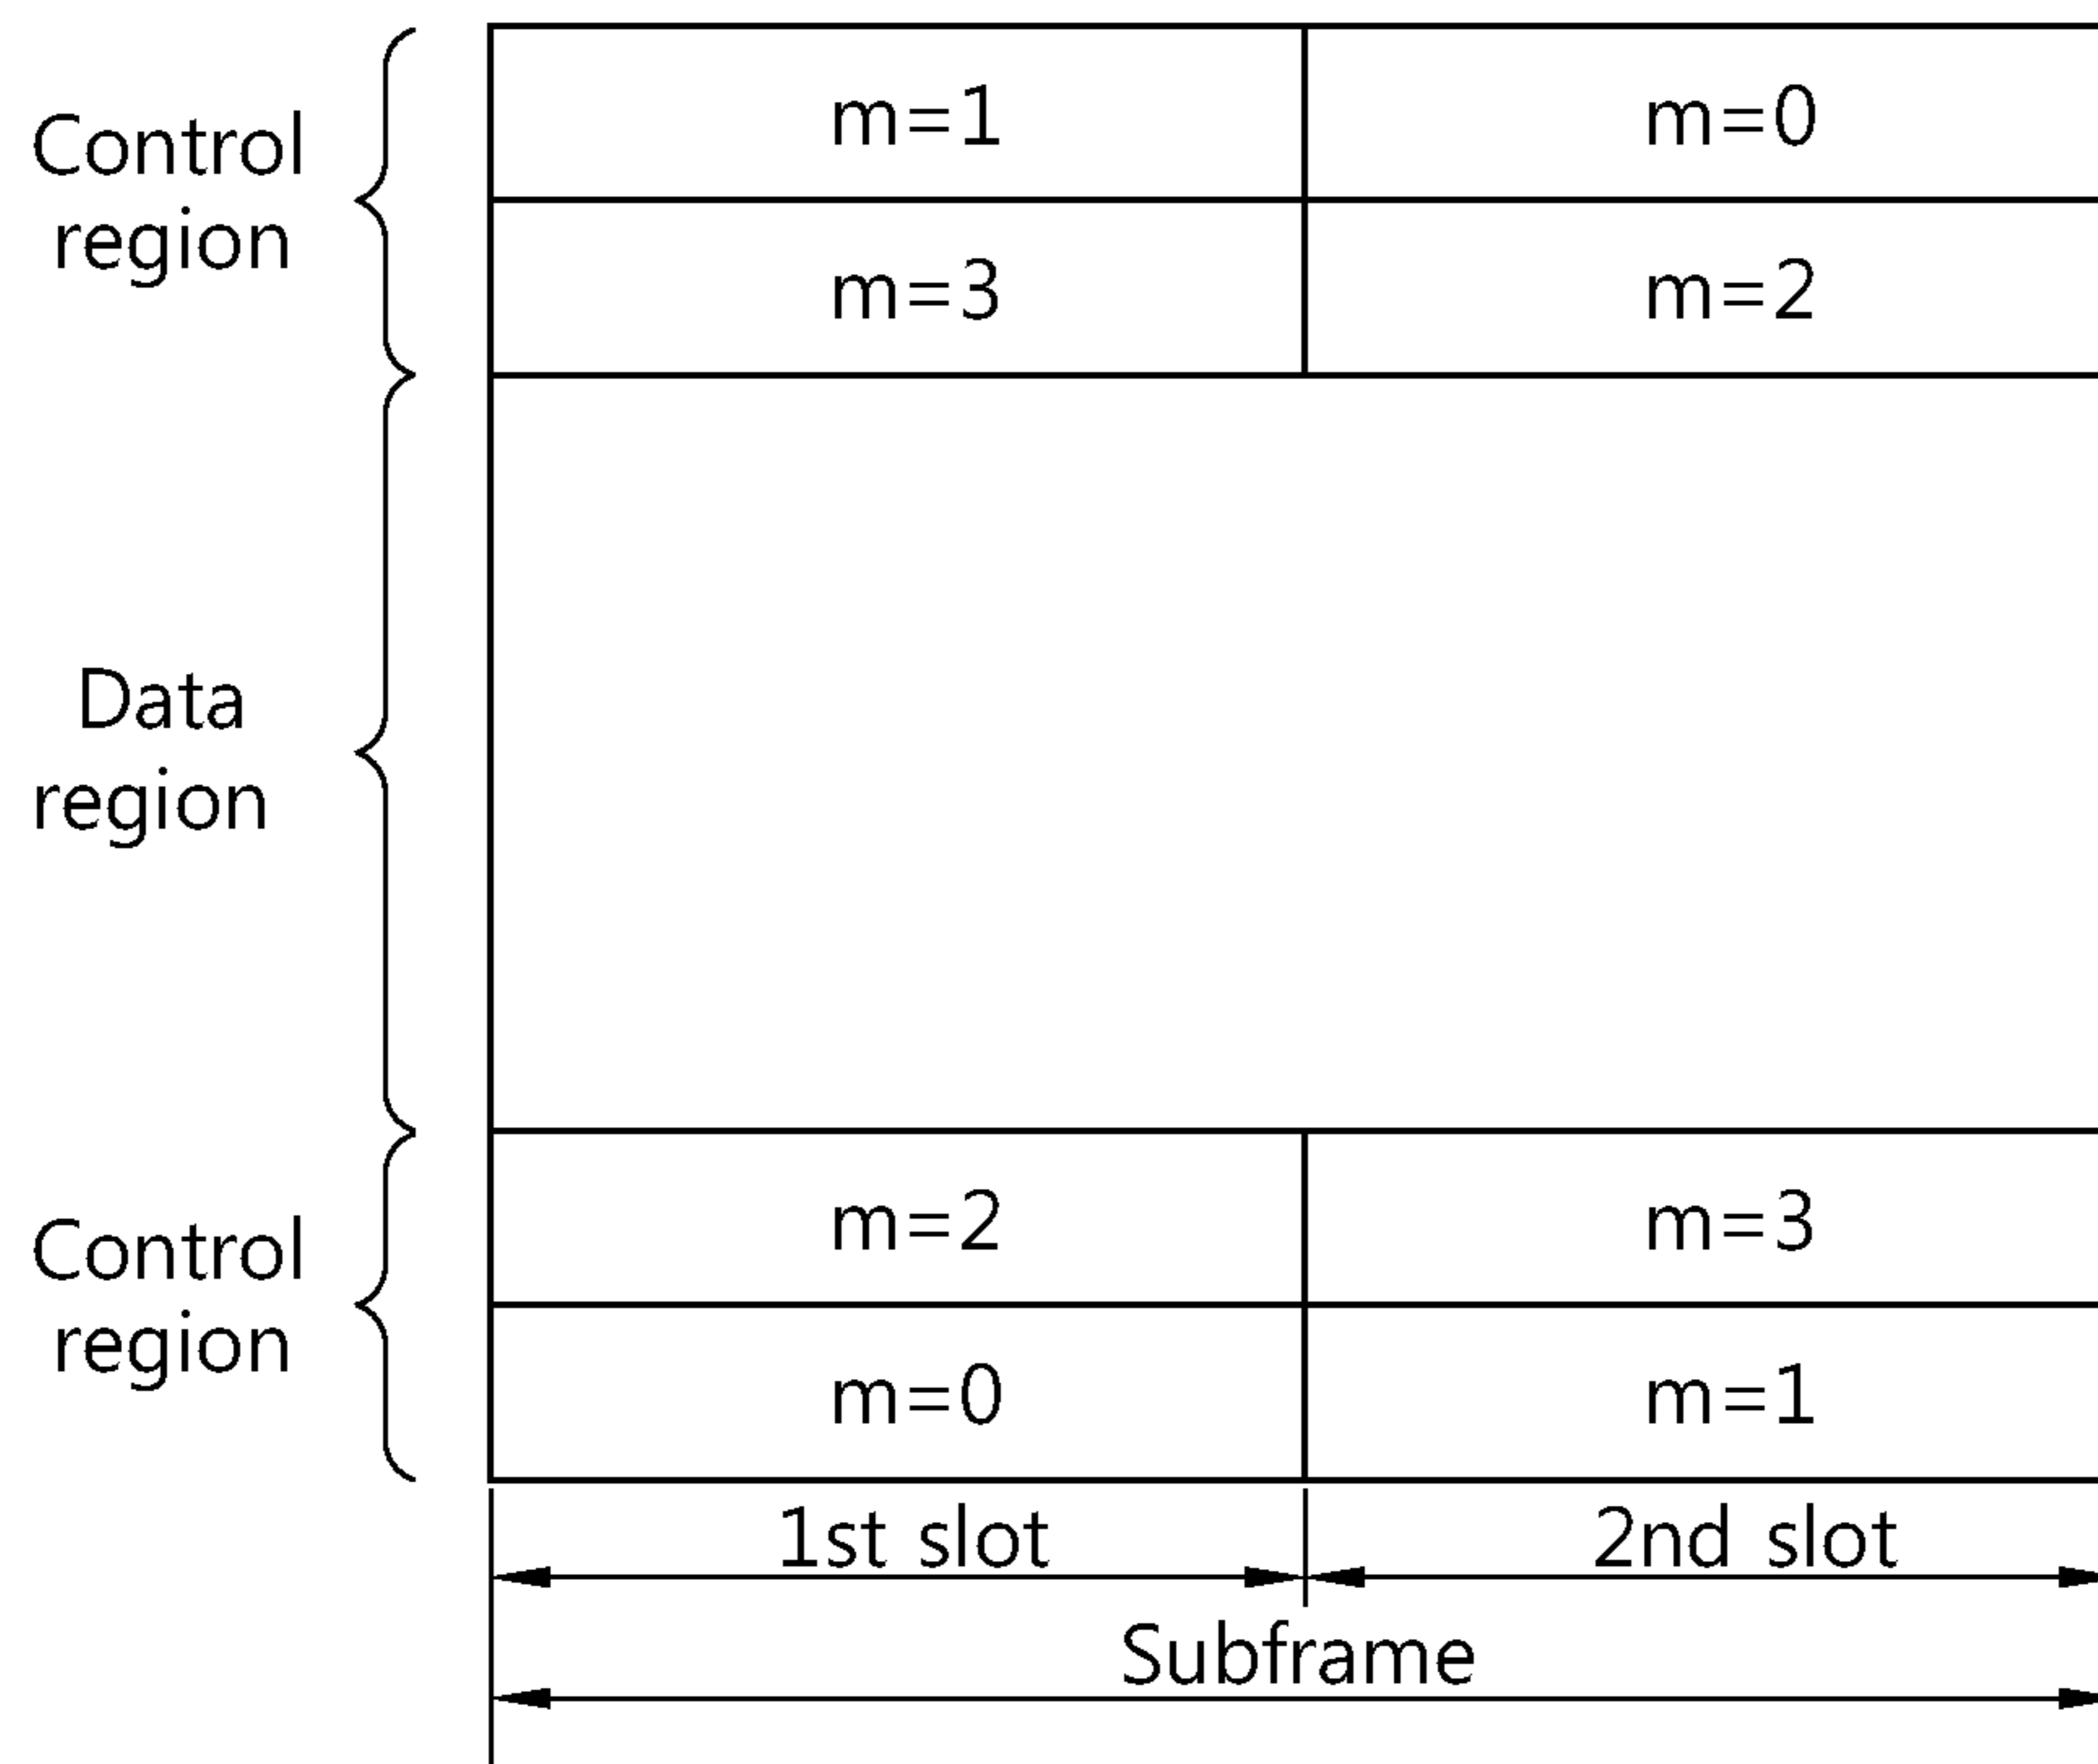 m=1 m=0
Control
region
m=3 m=2
Data
region
m=2 m=3
Control
region
m=0 m=1
1st slot 2nd slot
Subframe